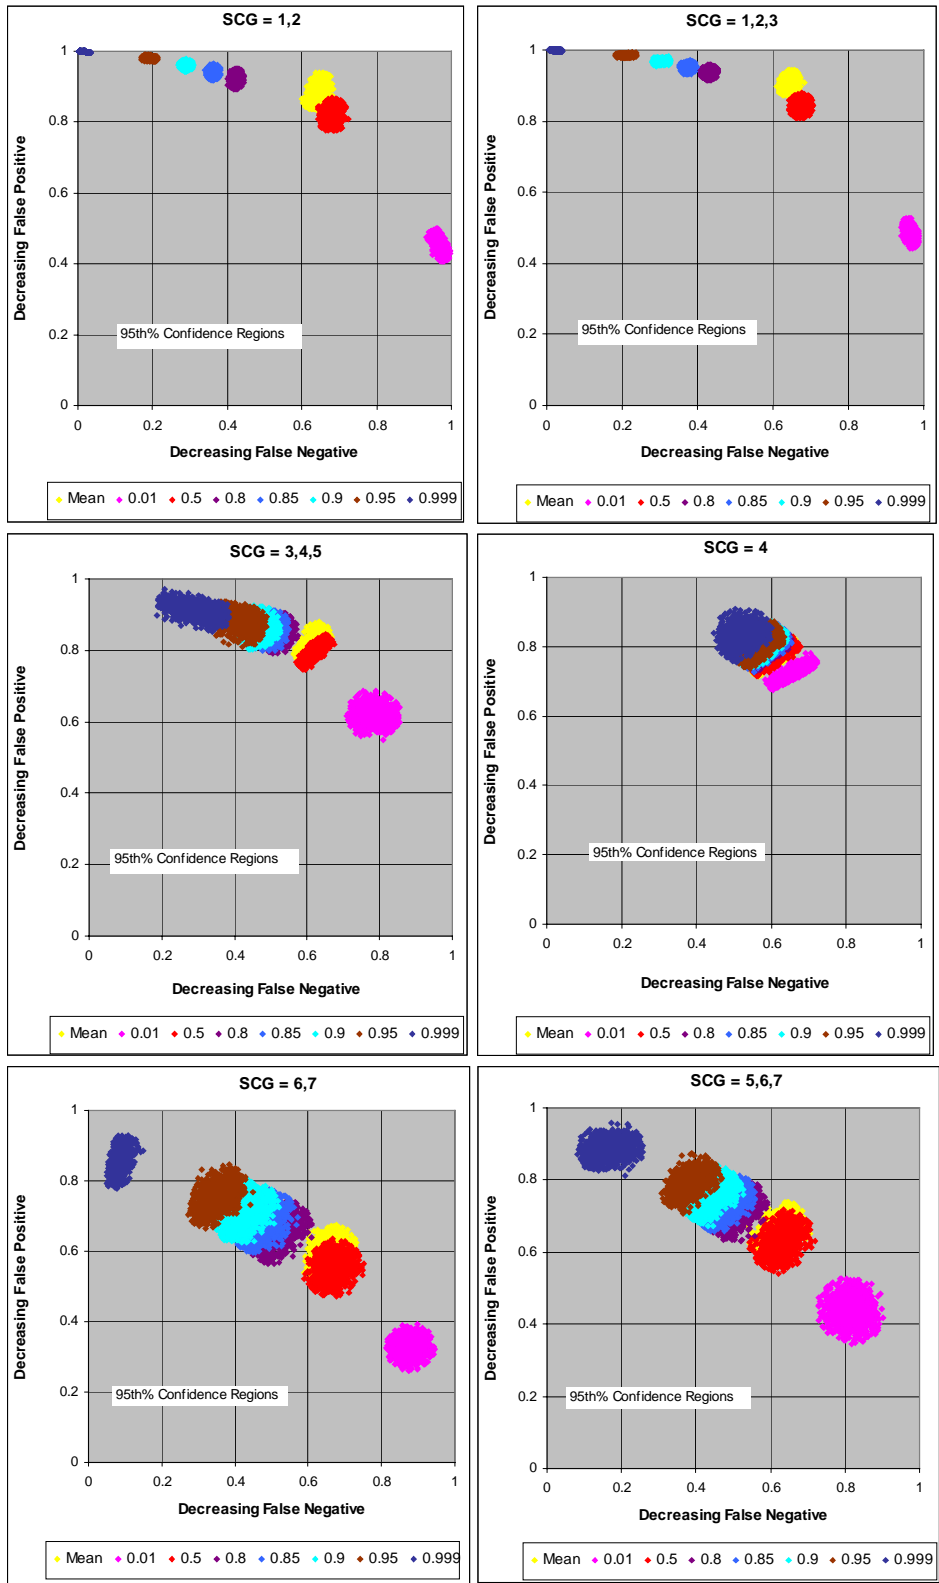 SCG = 1,2
1
0.8
0.6
0.4
0.2
0
0 0.2 0.4 0.6 0.8 1
Decreasing False Positive
95th% Confidence Regions
Decreasing False Negative
Mean 0.01 0.5 0.8 0.85 0.9 0.95 0.999
SCG = 1,2,3
1
0.8
0.6
0.4
0.2
0
0 0.2 0.4 0.6 0.8 1
Decreasing False Positive
95th% Confidence Regions
Decreasing False Negative
Mean 0.01 0.5 0.8 0.85 0.9 0.95 0.999
SCG = 3,4,5
1
0.8
0.6
0.4
0.2
0
0 0.2 0.4 0.6 0.8 1
Decreasing False Positive
95th% Confidence Regions
Decreasing False Negative
Mean 0.01 0.5 0.8 0.85 0.9 0.95 0.999
SCG = 4
1
0.8
0.6
0.4
0.2
0
0 0.2 0.4 0.6 0.8 1
Decreasing False Positive
95th% Confidence Regions
Decreasing False Negative
Mean 0.01 0.5 0.8 0.85 0.9 0.95 0.999
SCG = 6,7
1
0.8
0.6
0.4
0.2
0
0 0.2 0.4 0.6 0.8 1
Decreasing False Positive
95th% Confidence Regions
Decreasing False Negative
Mean 0.01 0.5 0.8 0.85 0.9 0.95 0.999
SCG = 5,6,7
1
0.8
0.6
0.4
0.2
0
0 0.2 0.4 0.6 0.8 1
Decreasing False Positive
95th% Confidence Regions
Decreasing False Negative
Mean 0.01 0.5 0.8 0.85 0.9 0.95 0.999